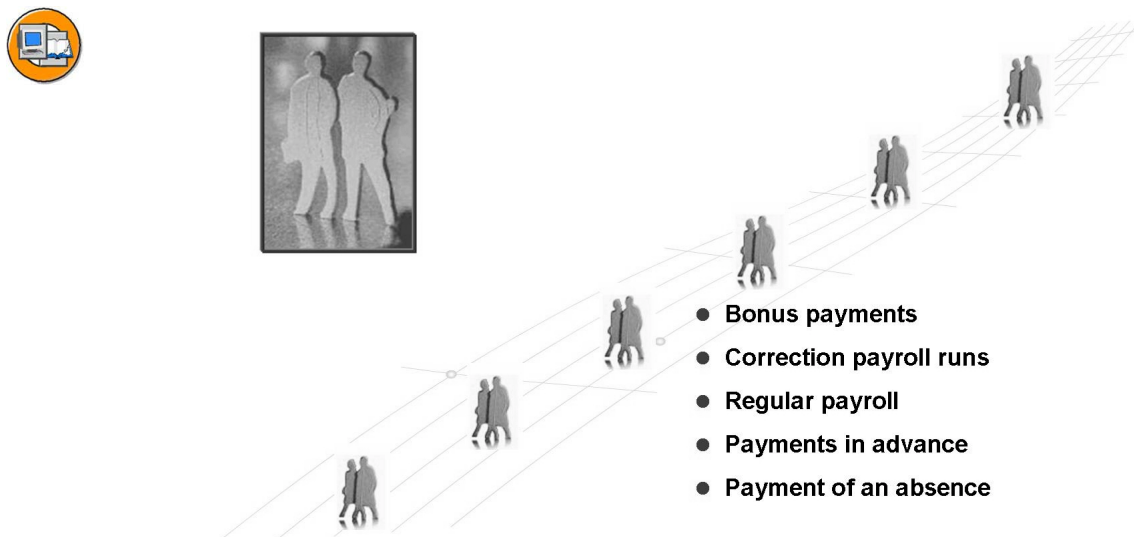 Bonus payments
Correction payroll runs
Regular payroll
Payments in advance
Payment of an absence